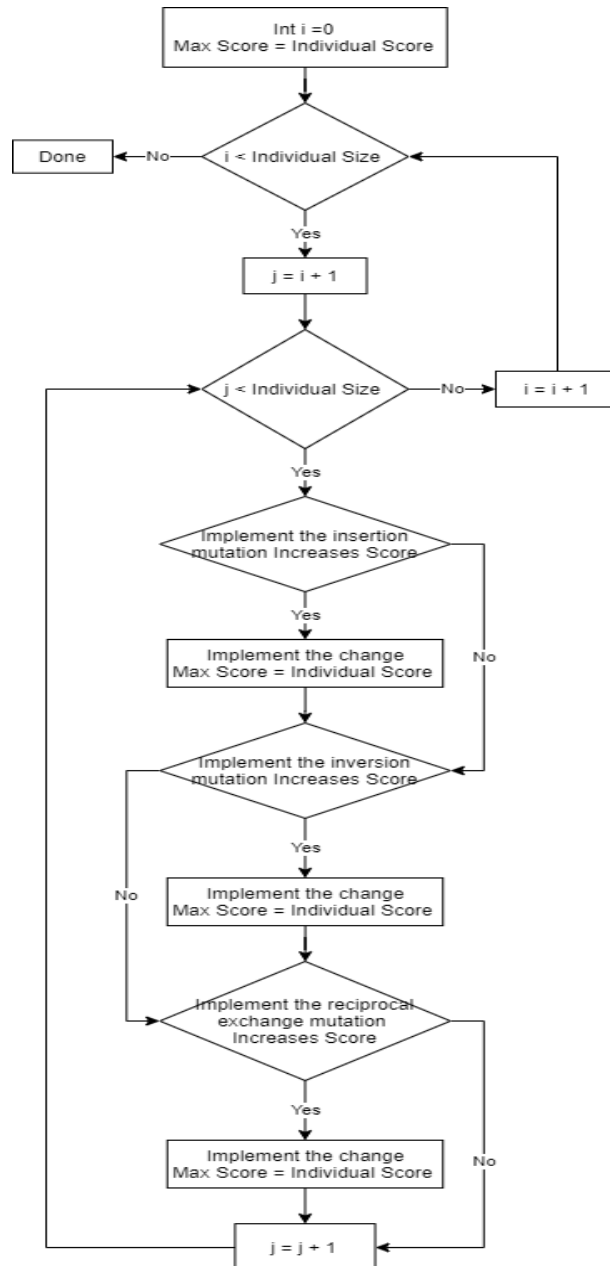 Int i =0
Max Score = Individual Score
i < Individual Size
No
Done
Yes
j = i + 1
j < Individual Size
No
i = i + 1
Yes
Implement the insertion
mutation Increases Score
Yes
No
Implement the change
Max Score = Individual Score
Implement the inversion
mutation Increases Score
Yes
No
Implement the change
Max Score = Individual Score
Implement the reciprocal
exchange mutation
Increases Score
Yes
No
Implement the change
Max Score = Individual Score
j = j + 1